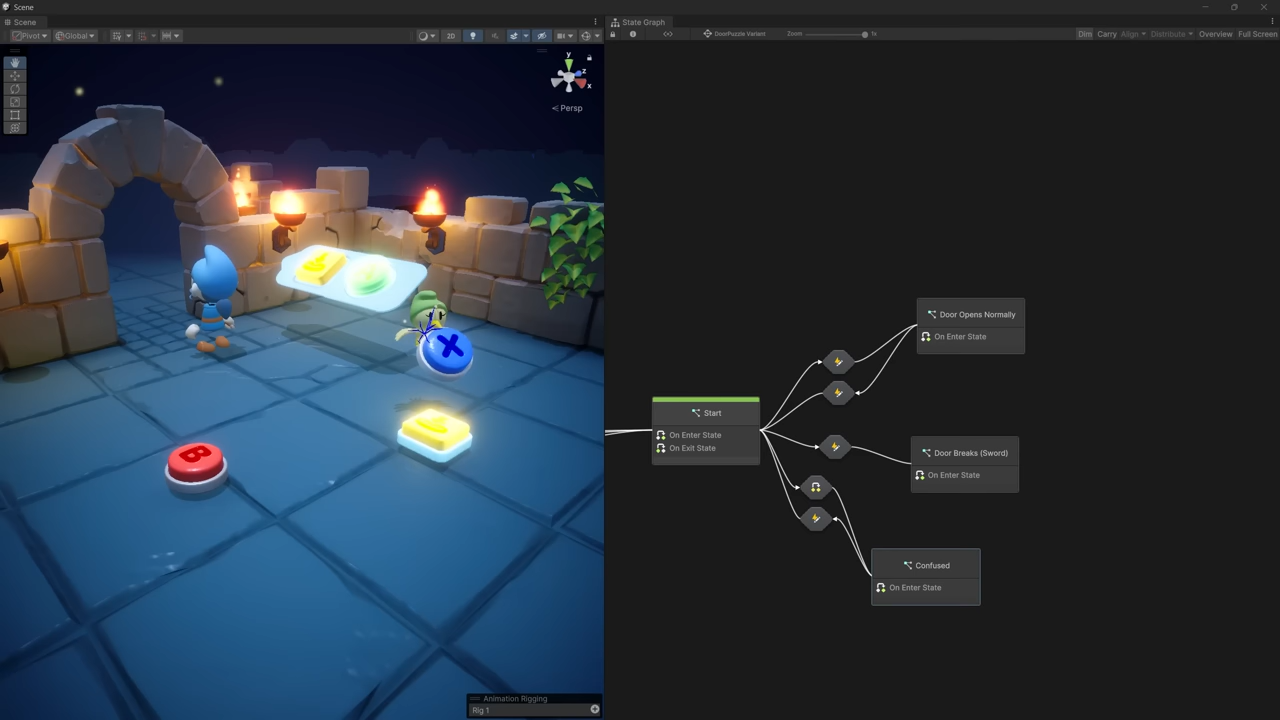 Scene
Scene
State Graph
Pivot
Global
2D
DoorPuzzle Variant
Zoom
1x
Dim
Carry
Align
Distribute
Overview
Full Screen
y
z
x
Persp
Door Opens Normally
On Enter State
Start
On Enter State
On Exit State
Door Breaks (Sword)
On Enter State
Confused
On Enter State
X
B
Animation Rigging
Rig 1